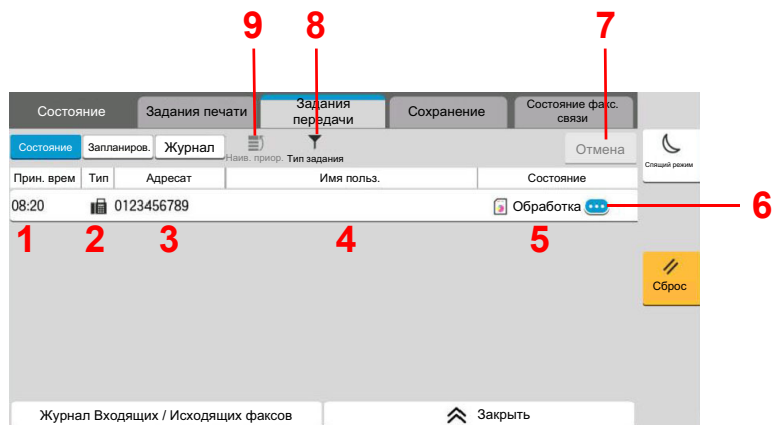 9 8 7
Состояние Задания печати Задания передачи Сохранение Состояние факс. связи
Состояние Запланиров. Журнал Наив. приор. Тип задания Отмена Спящий режим
Прин. врем Тип Адресат Имя польз. Состояние
08:20 0123456789 Обработка 6
1 2 3 4 5
Сброс
Журнал Входящих / Исходящих факсов Закрыть